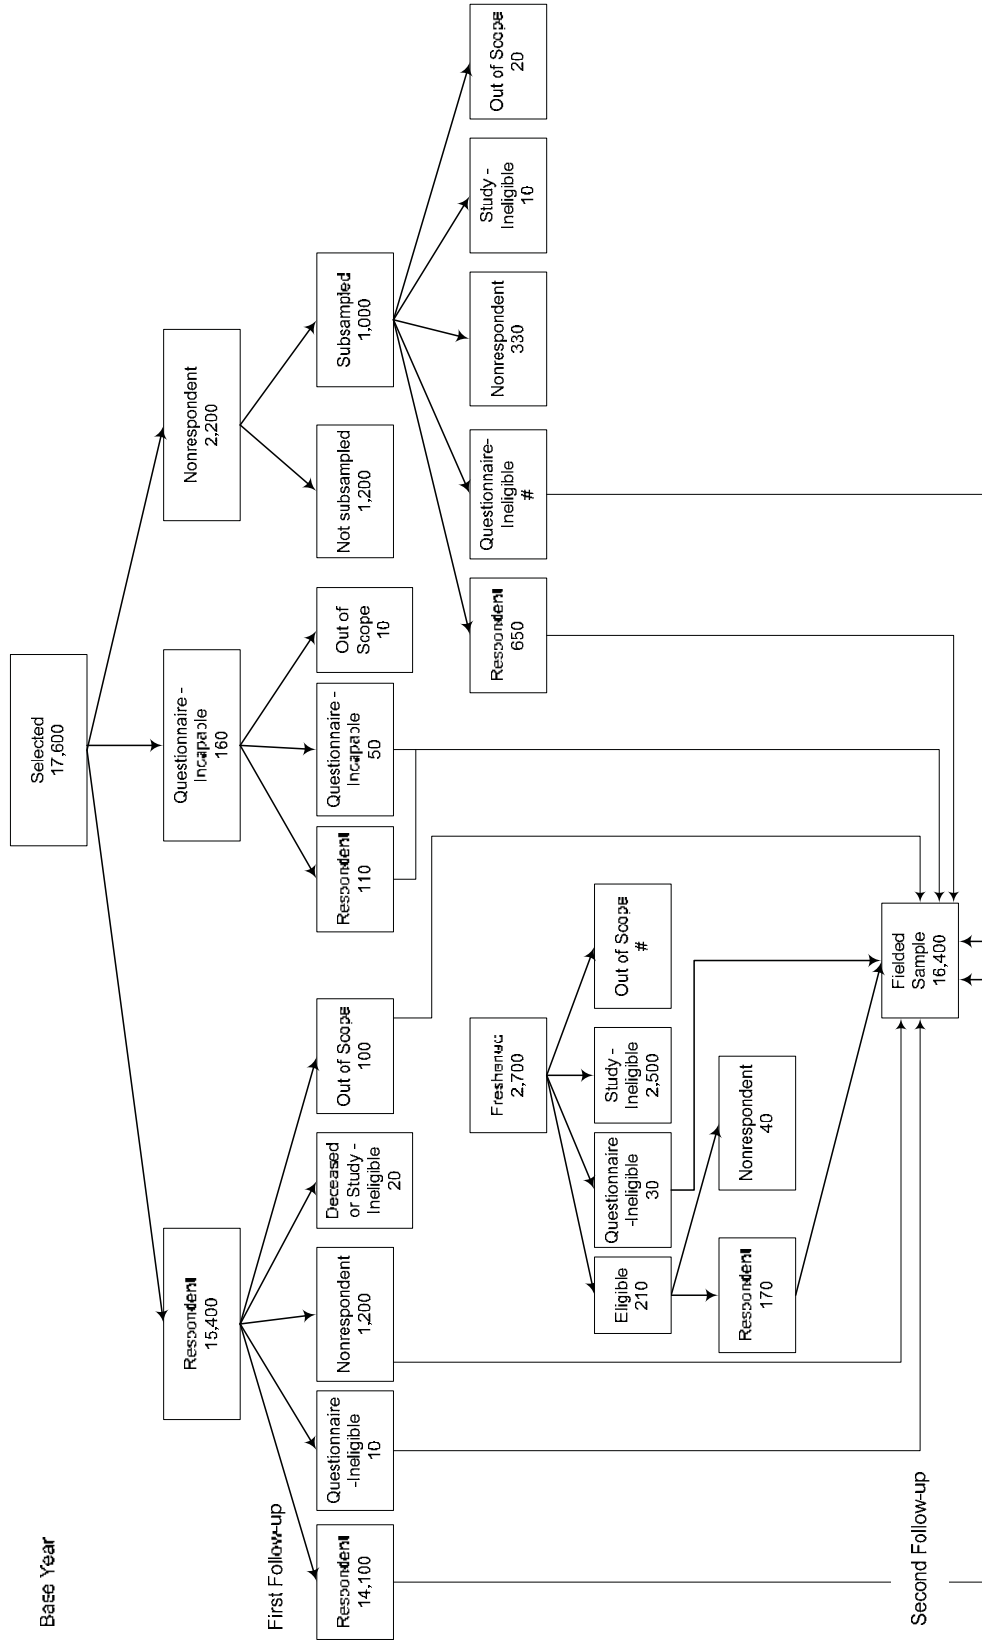 Base Year
Selected
17,600
Respondent
15,400
Questionnaire -
Incapable
160
Nonrespondent
2,200
First Follow-up
Respondent
14,100
Questionnaire
-Ineligible
10
Nonrespondent
1,200
Deceased
or Study -
Ineligible
20
Out of Scope
100
Respondent
110
Questionnaire -
Incapable
50
Out of
Scope
10
Not subsampled
1,200
Subsampled
1,000
Freshened
2,700
Respondent
650
Questionnaire-
Ineligible
#
Nonrespondent
330
Study -
Ineligible
10
Out of Scope
20
Eligible
210
Questionnaire
-Ineligible
30
Study -
Ineligible
2,500
Out of Scope
#
Respondent
170
Nonrespondent
40
Second Follow-up
Fielded
Sample
16,400